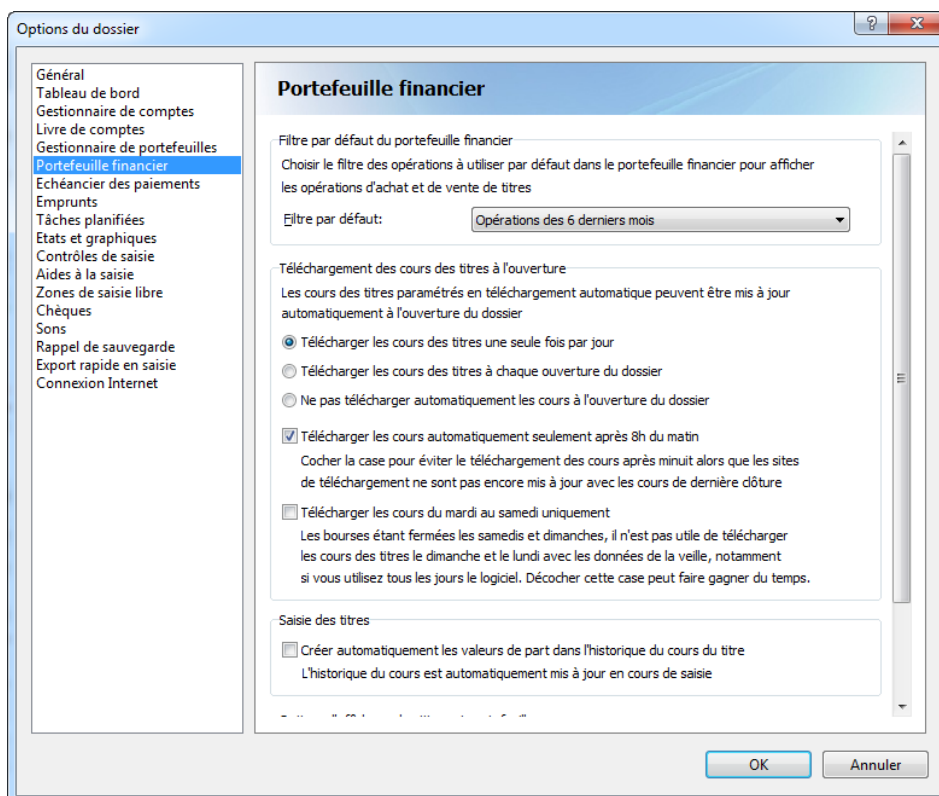 Options du dossier
Général
Tableau de bord
Gestionnaire de comptes
Livre de comptes
Gestionnaire de portefeuilles
Portefeuille financier
Echéancier des paiements
Emprunts
Tâches planifiées
Etats et graphiques
Contrôles de saisie
Aides à la saisie
Zones de saisie libre
Chèques
Sons
Rappel de sauvegarde
Export rapide en saisie
Connexion Internet
Portefeuille financier
Filtre par défaut du portefeuille financier
Choisir le filtre des opérations à utiliser par défaut dans le portefeuille financier pour afficher
les opérations d'achat et de vente de titres
Filtre par défaut: Opérations des 6 derniers mois
Téléchargement des cours des titres à l'ouverture
Les cours des titres paramétrés en téléchargement automatique peuvent être mis à jour
automatiquement à l'ouverture du dossier
Télécharger les cours des titres une seule fois par jour
Télécharger les cours des titres à chaque ouverture du dossier
Ne pas télécharger automatiquement les cours à l'ouverture du dossier
Télécharger les cours automatiquement seulement après 8h du matin
Cocher la case pour éviter le téléchargement des cours après minuit alors que les sites
de téléchargement ne sont pas encore mis à jour avec les cours de dernière clôture
Télécharger les cours du mardi au samedi uniquement
Les bourses étant fermées les samedis et dimanches, il n'est pas utile de télécharger
les cours des titres le dimanche et le lundi avec les données de la veille, notamment
si vous utilisez tous les jours le logiciel. Décocher cette case peut faire gagner du temps.
Saisie des titres
Créer automatiquement les valeurs de part dans l'historique du cours du titre
L'historique du cours est automatiquement mis à jour en cours de saisie
OK
Annuler